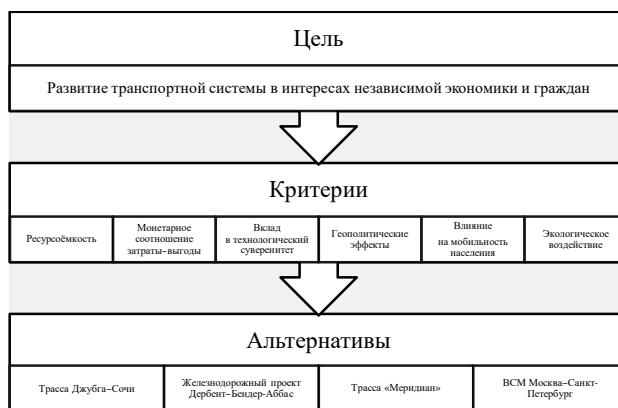 Цель
Развитие транспортной системы в интересах независимой экономики и граждан
Критерии
Ресурсоёмкость
Монетарное
соотношение
затраты–выгоды
Вклад
в технологический
суверенитет
Геополитические
эффекты
Влияние
на мобильность
населения
Экологическое
воздействие
Альтернативы
Трасса Джубга–Сочи
Железнодорожный проект
Дербент–Бендер-Аббас
Трасса «Меридиан»
ВСМ Москва-Санкт-
Петербург